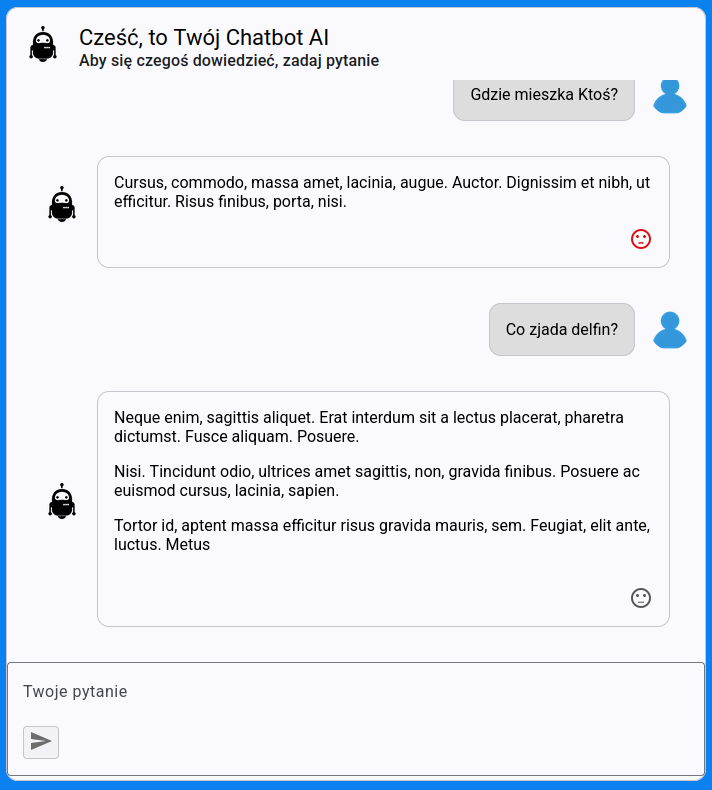 Cześć, to Twój Chatbot AI
Aby się czegoś dowiedzieć, zadaj pytanie
Gdzie mieszka Ktoś?
Cursus, commodo, massa amet, lacinia, augue. Auctor. Dignissim et nibh, ut
efficitur. Risus finibus, porta, nisi.
Co zjada delfin?
Neque enim, sagittis aliquet. Erat interdum sit a lectus placerat, pharetra
dictumst. Fusce aliquam. Posuere.
Nisi. Tincidunt odio, ultrices amet sagittis, non, gravida finibus. Posuere ac
euismod cursus, lacinia, sapien.
Tortor id, aptent massa efficitur risus gravida mauris, sem. Feugiat, elit ante,
luctus. Metus
Twoje pytanie